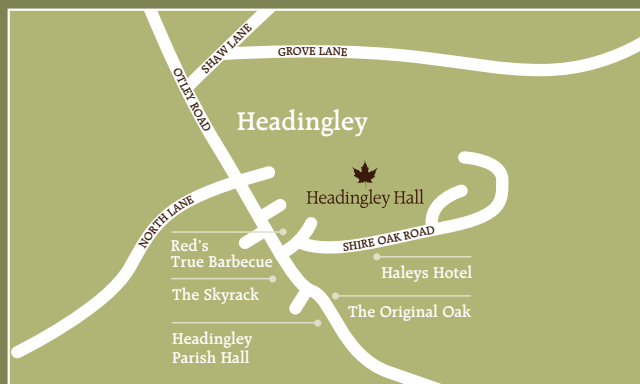 SHAW LANE
GROVE LANE
OTLEY ROAD
Headingley
Headingley Hall
NORTH LANE
SHIRE OAK ROAD
Red's
True Barbecue
Haleys Hotel
The Skyrack
The Original Oak
Headingley
Parish Hall